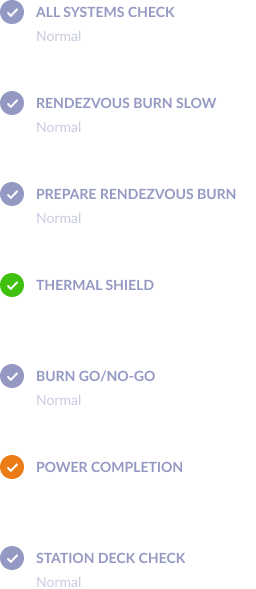 ALL SYSTEMS CHECK
Normal
RENDEZVOUS BURN SLOW
Normal
PREPARE RENDEZVOUS BURN
Normal
THERMAL SHIELD
BURN GO/NO-GO
Normal
POWER COMPLETION
STATION DECK CHECK
Normal